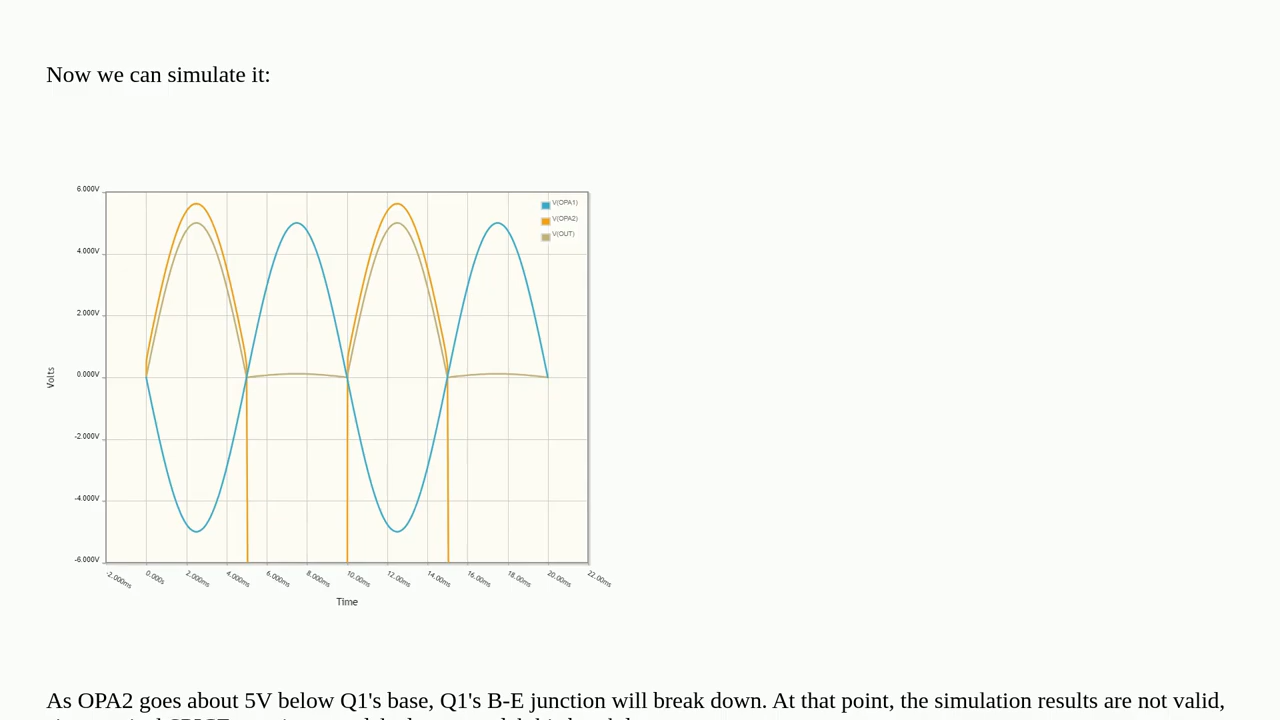 Now we can simulate it:
6.000V
V(OPA1)
V(OPA2)
V(OUT)
4.000V
2.000V
0.000V
Volts
-2.000V
-4.000V
-6.000V
-2.000ms 0.000s 2.000ms 4.000ms 6.000ms 8.000ms 10.00ms 12.00ms 14.00ms 16.00ms 18.00ms 20.00ms 22.00ms
Time
As OPA2 goes about 5V below Q1's base, Q1's B-E junction will break down. At that point, the simulation results are not valid,